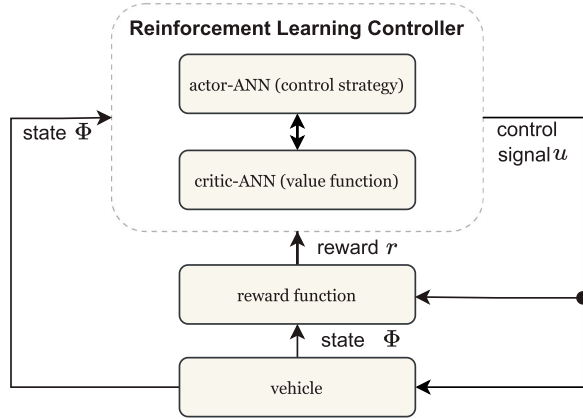 Reinforcement Learning Controller
actor-ANN (control strategy)
state Φ
control
signal u
critic-ANN (value function)
reward r
reward function
state Φ
vehicle